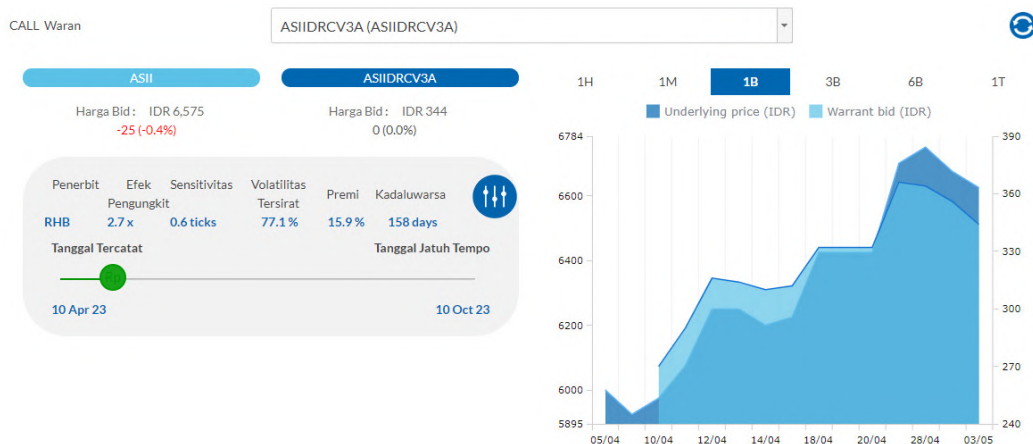 CALL Waran
ASIIDRCV3A (ASIIDRCV3A)
ASII
ASIIDRCV3A
Harga Bid : IDR 6,575
-25 (-0.4%)
Harga Bid : IDR 344
0 (0.0%)
Penerbit
Efek Pengungkit
Sensitivitas
Volatilitas Tersirat
Premi
Kadaluwarsa
RHB
2.7 x
0.6 ticks
77.1 %
15.9 %
158 days
Tanggal Tercatat
Tanggal Jatuh Tempo
10 Apr 23
10 Oct 23
1H
1M
1B
3B
6B
1T
Underlying price (IDR)
Warrant bid (IDR)
6784
6600
6400
6200
6000
5895
390
360
330
300
270
240
05/04
10/04
12/04
14/04
18/04
20/04
28/04
03/05